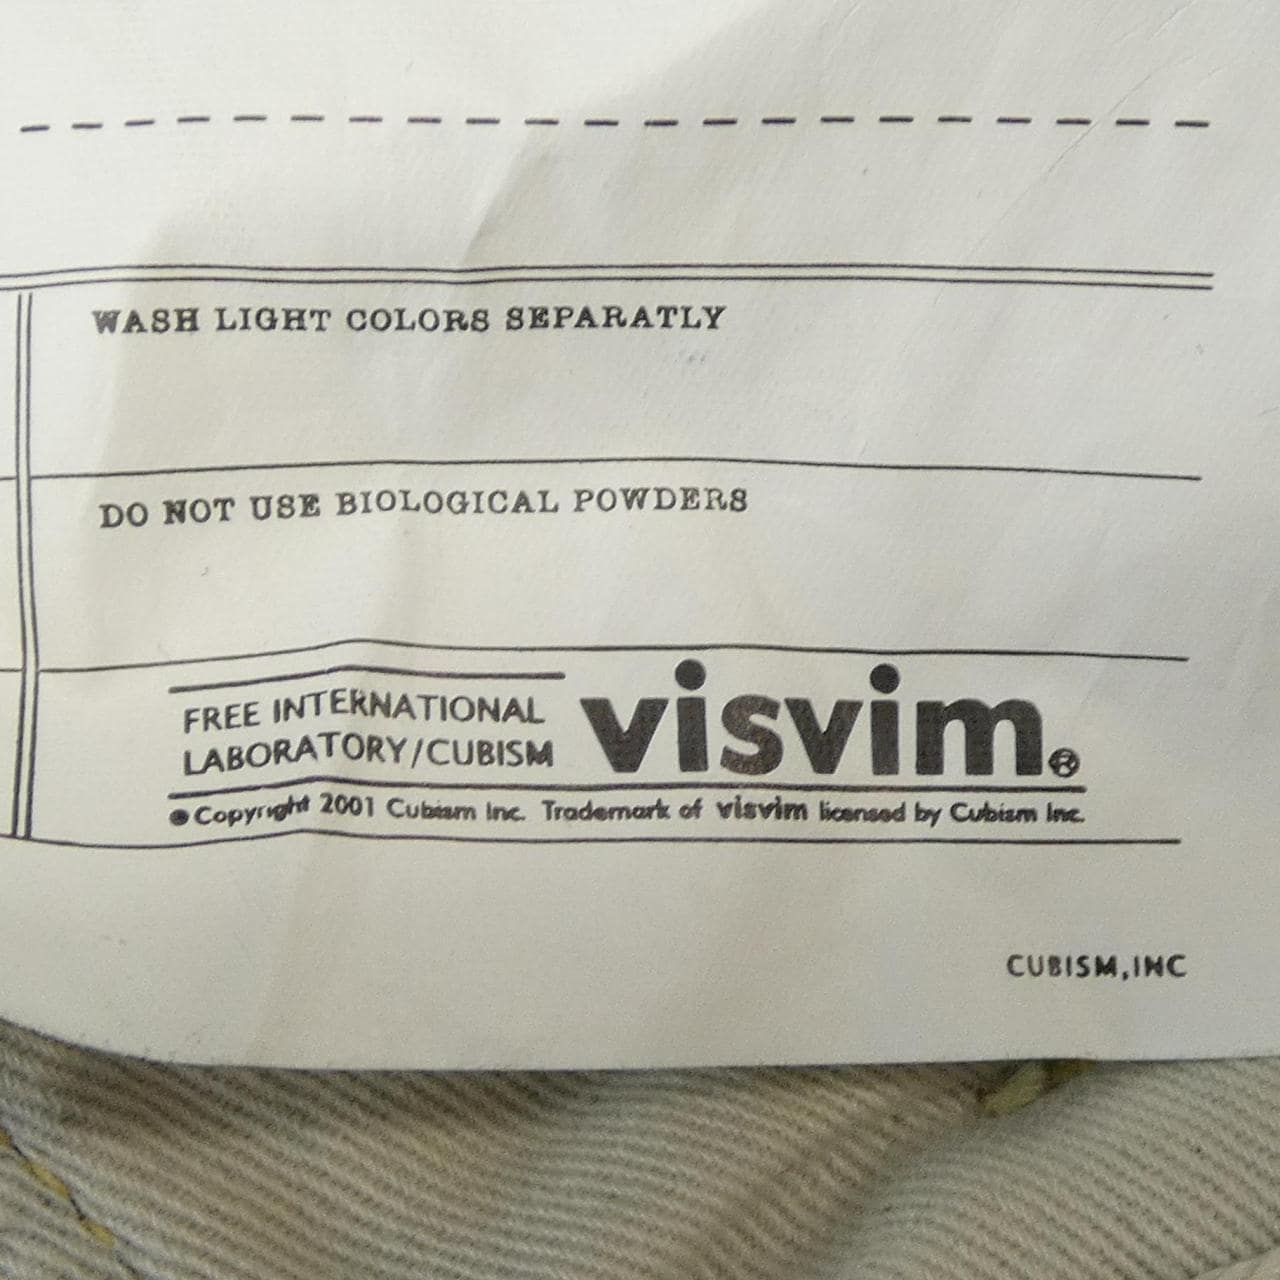 WASH LIGHT COLORS SEPARATLY
DO NOT USE BIOLOGICAL POWDERS
FREE INTERNATIONAL
LABORATORY/CUBISM
visvim®
©Copyright 2001 Cubism Inc. Trademark of visvim licensed by Cubism Inc.
CUBISM,INC